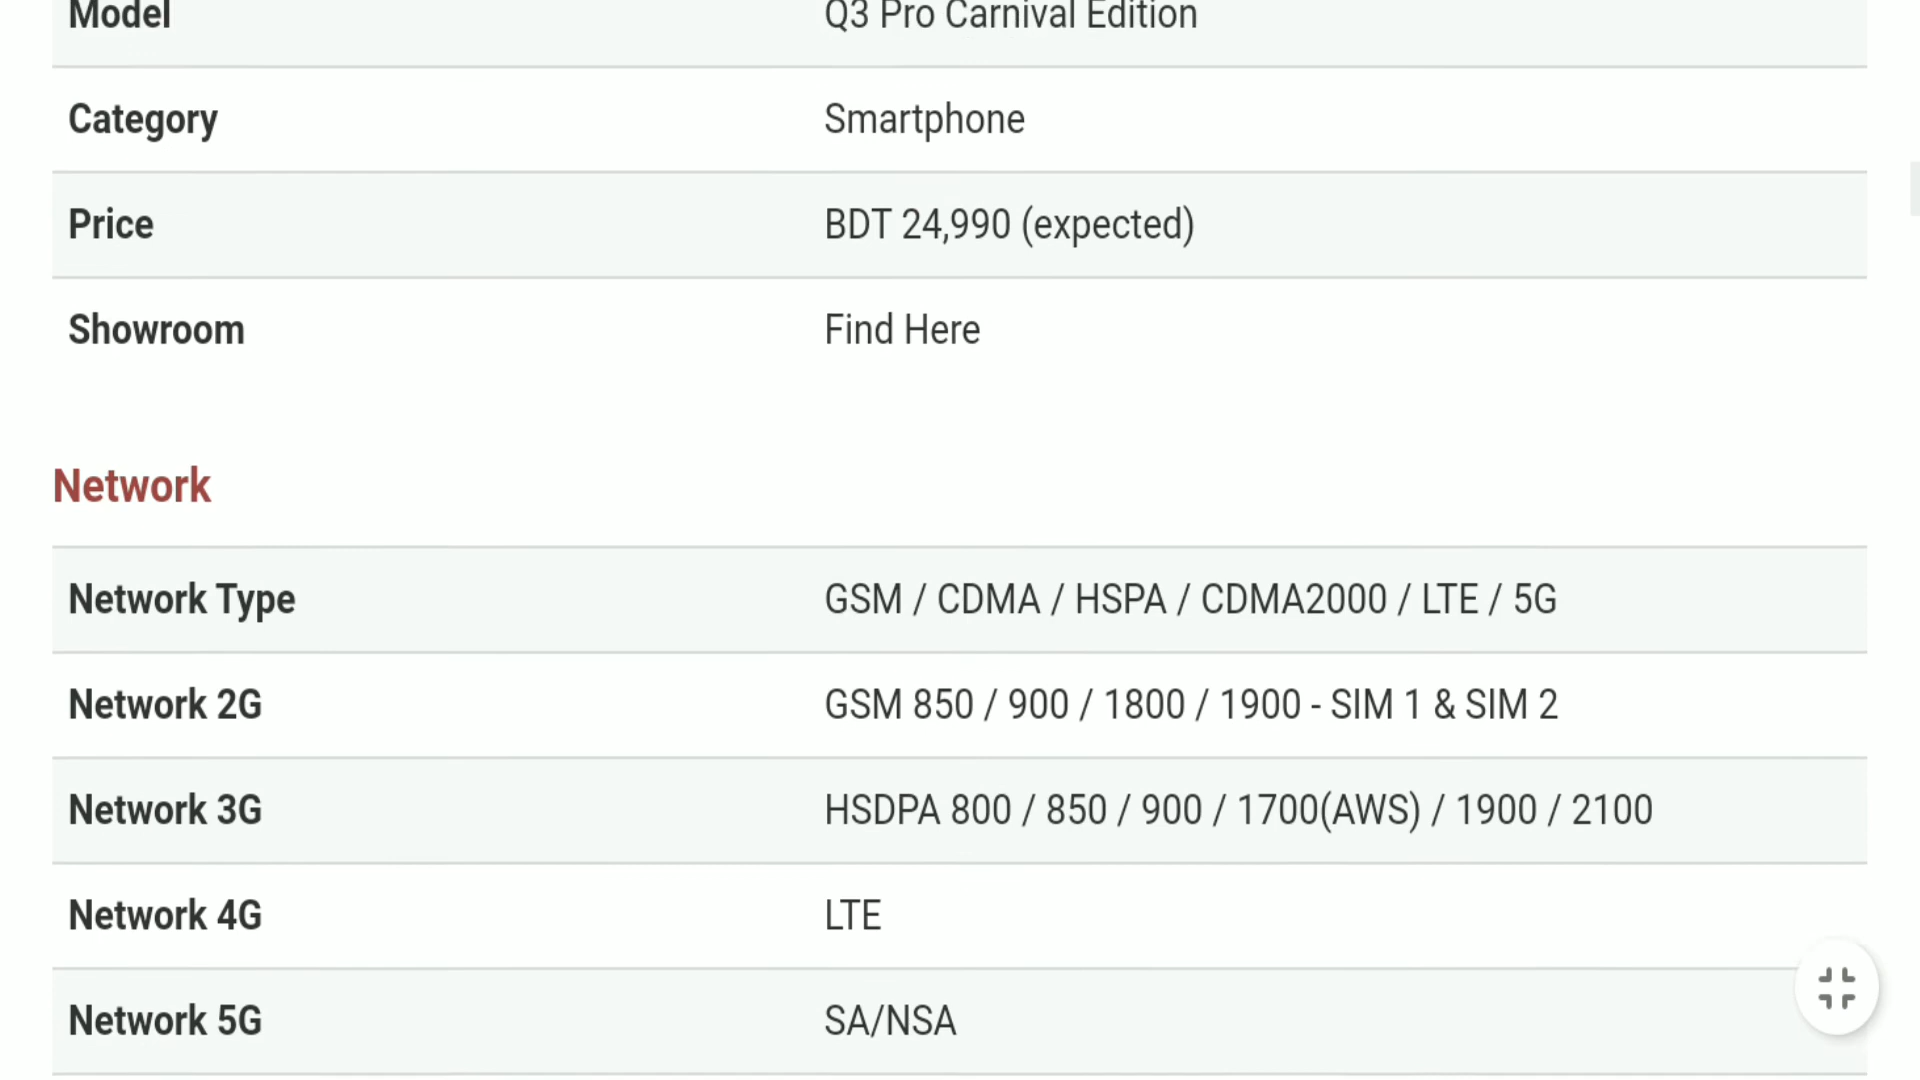 Model Q3 Pro Carnival Edition
Category Smartphone
Price BDT 24,990 (expected)
Showroom Find Here
Network
Network Type GSM / CDMA / HSPA / CDMA2000 / LTE / 5G
Network 2G GSM 850 / 900 / 1800 / 1900 - SIM 1 & SIM 2
Network 3G HSDPA 800 / 850 / 900 / 1700(AWS) / 1900 / 2100
Network 4G LTE
Network 5G SA/NSA